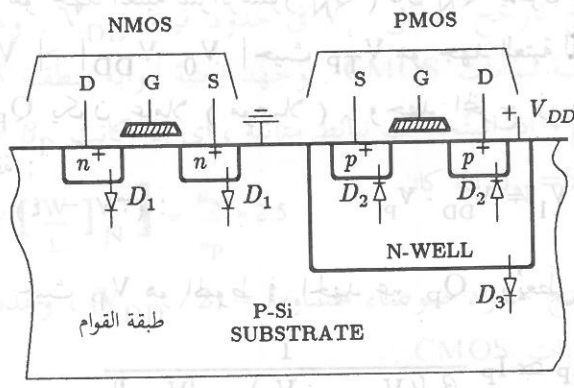 NMOS
PMOS
D G S
S G D
+ V_DD
n+ n+ p+ p+
D₁ D₁ D₂ D₂
N-WELL
D₃
P-Si
SUBSTRATE
طبقة القوام